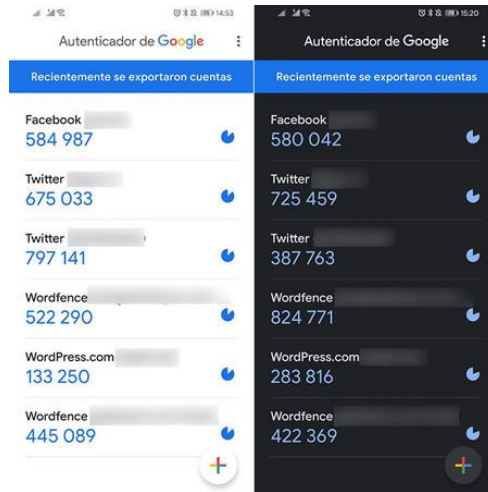 14:53
Autenticador de Google
Recientemente se exportaron cuentas
Facebook
584 987
Twitter
675 033
Twitter
797 141
Wordfence
522 290
WordPress.com
133 250
Wordfence
445 089
15:20
Autenticador de Google
Recientemente se exportaron cuentas
Facebook
580 042
Twitter
725 459
Twitter
387 763
Wordfence
824 771
WordPress.com
283 816
Wordfence
422 369